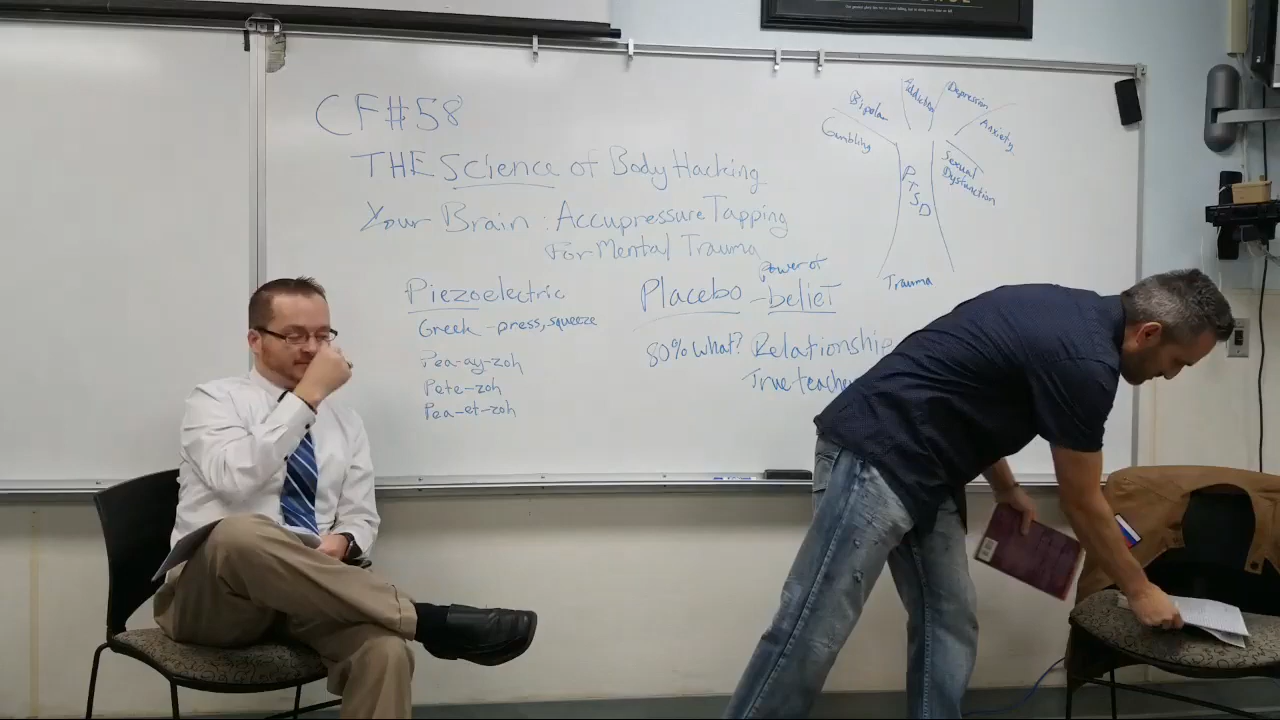 CF#58
THE Science of Body Hacking
Your Brain: Accupressure Tapping
For Mental Trauma
Piezoelectric
Greek - press, squeeze
Pea-ay-zoh
Pete-zoh
Pea-et-zoh
Power of
Placebo - belief
80% What? Relationship
True teache
Gambling
Bipolar
Addiction
Depression
Anxiety
Sexual
Dysfunction
PTSD
Trauma